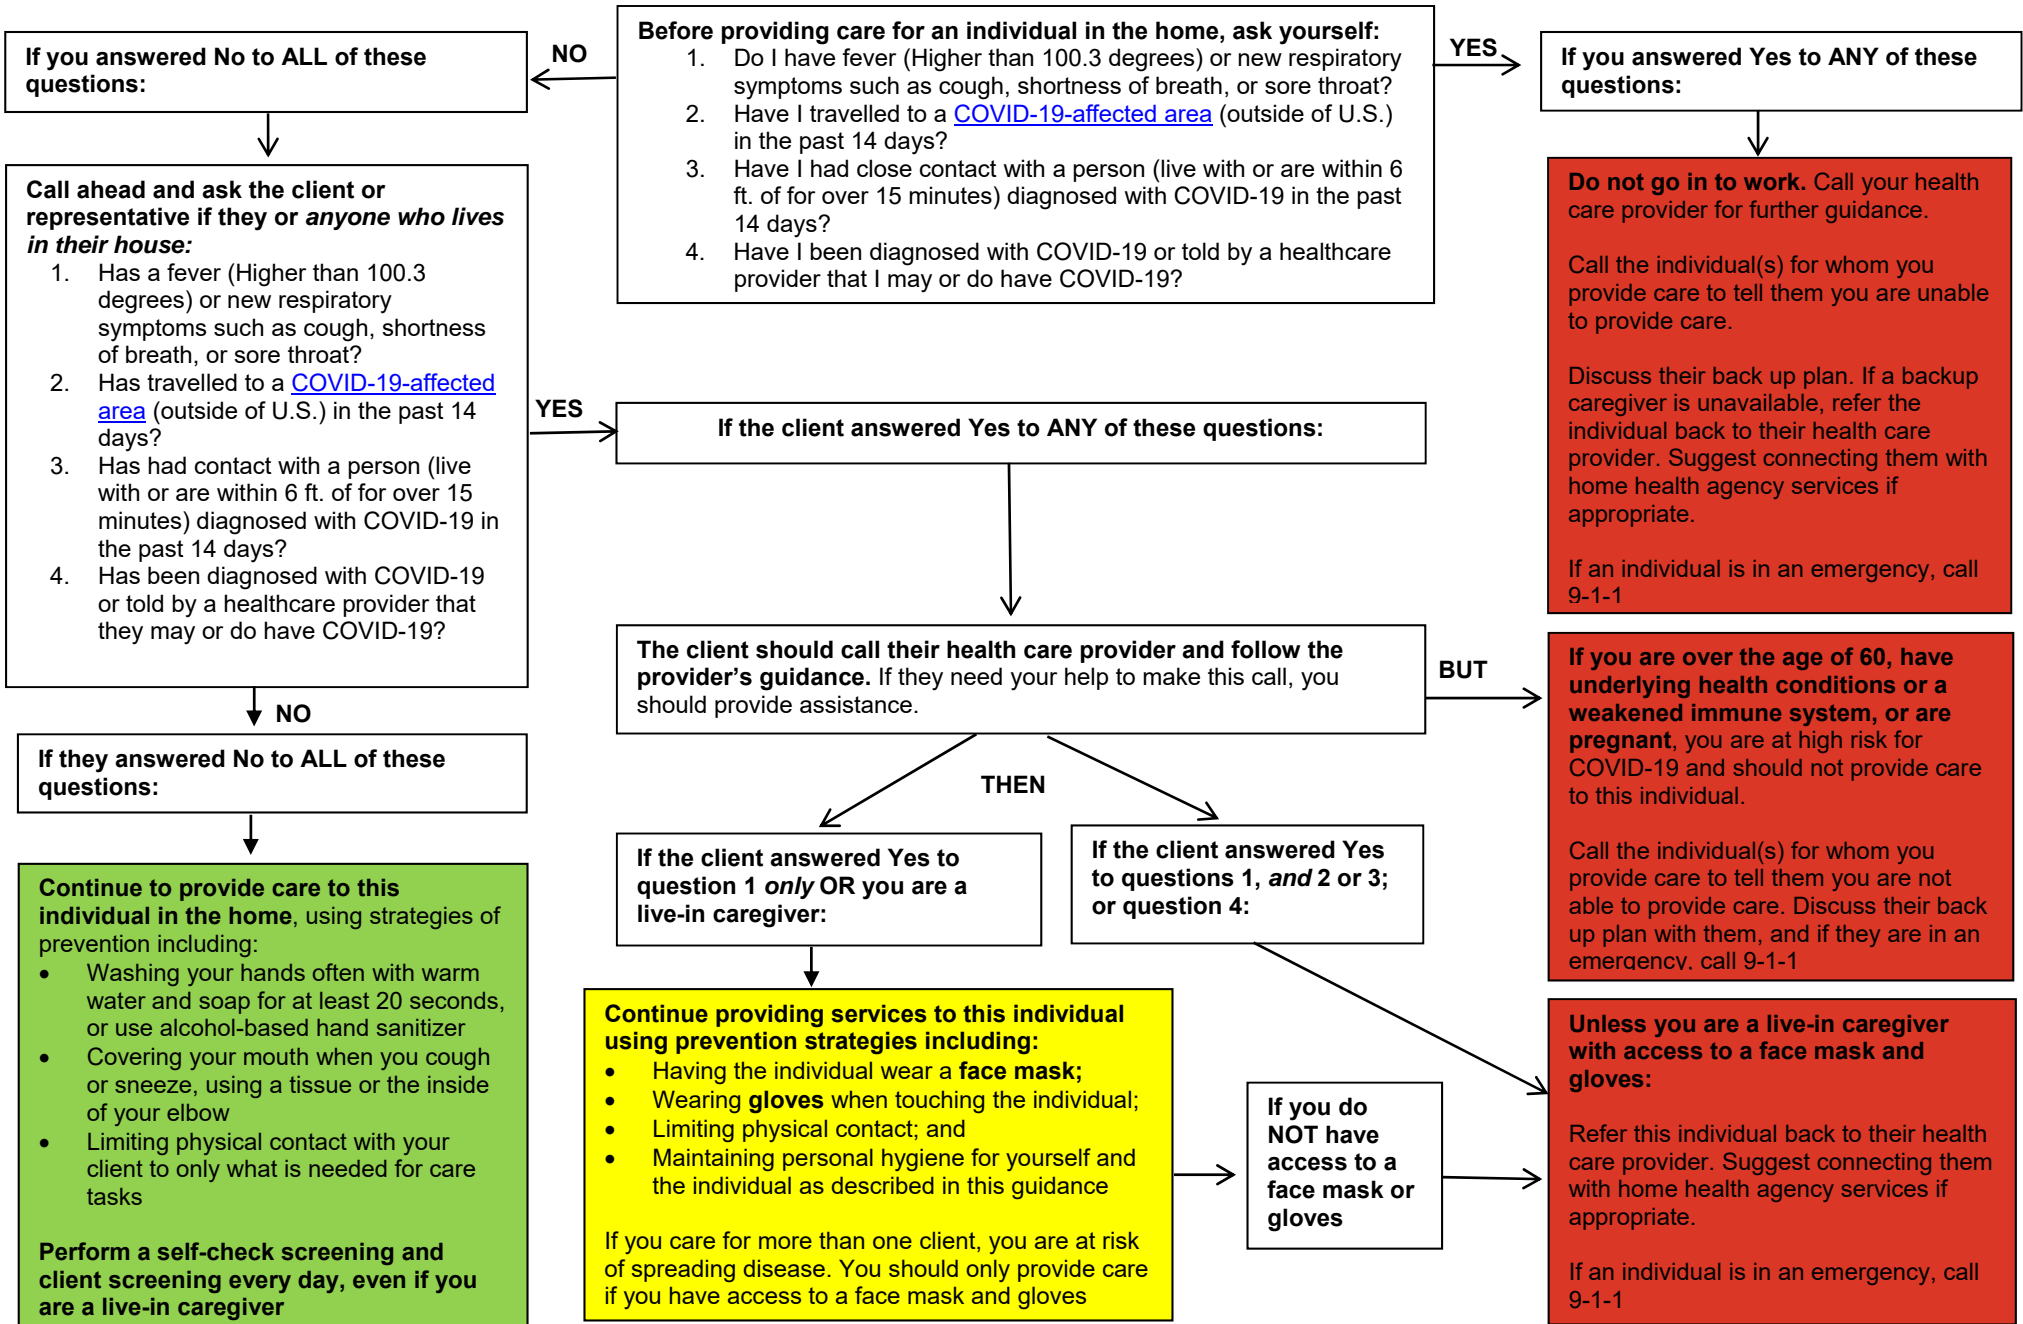 Before providing care for an individual in the home, ask yourself:
1. Do I have fever (Higher than 100.3 degrees) or new respiratory
symptoms such as cough, shortness of breath, or sore throat?
2. Have I travelled to a COVID-19-affected area (outside of U.S.)
in the past 14 days?
3. Have I had close contact with a person (live with or are within 6
ft. of for over 15 minutes) diagnosed with COVID-19 in the past
14 days?
4. Have I been diagnosed with COVID-19 or told by a healthcare
provider that I may or do have COVID-19?
NO
If you answered No to ALL of these
questions:
YES
If you answered Yes to ANY of these
questions:
Do not go in to work. Call your health
care provider for further guidance.
Call the individual(s) for whom you
provide care to tell them you are unable
to provide care.
Discuss their back up plan. If a backup
caregiver is unavailable, refer the
individual back to their health care
provider. Suggest connecting them with
home health agency services if
appropriate.
If an individual is in an emergency, call
9-1-1
Call ahead and ask the client or
representative if they or anyone who lives
in their house:
1. Has a fever (Higher than 100.3
degrees) or new respiratory
symptoms such as cough, shortness
of breath, or sore throat?
2. Has travelled to a COVID-19-affected
area (outside of U.S.) in the past 14
days?
3. Has had contact with a person (live
with or are within 6 ft. of for over 15
minutes) diagnosed with COVID-19 in
the past 14 days?
4. Has been diagnosed with COVID-19
or told by a healthcare provider that
they may or do have COVID-19?
YES
If the client answered Yes to ANY of these questions:
The client should call their health care provider and follow the
provider's guidance. If they need your help to make this call, you
should provide assistance.
BUT
If you are over the age of 60, have
underlying health conditions or a
weakened immune system, or are
pregnant, you are at high risk for
COVID-19 and should not provide care
to this individual.
Call the individual(s) for whom you
provide care to tell them you are not
able to provide care. Discuss their back
up plan with them, and if they are in an
emergency, call 9-1-1
NO
If they answered No to ALL of these
questions:
Continue to provide care to this
individual in the home, using strategies of
prevention including:
• Washing your hands often with warm
water and soap for at least 20 seconds,
or use alcohol-based hand sanitizer
• Covering your mouth when you cough
or sneeze, using a tissue or the inside
of your elbow
• Limiting physical contact with your
client to only what is needed for care
tasks
Perform a self-check screening and
client screening every day, even if you
are a live-in caregiver
THEN
If the client answered Yes to
question 1 only OR you are a
live-in caregiver:
If the client answered Yes
to questions 1, and 2 or 3;
or question 4:
Continue providing services to this individual
using prevention strategies including:
• Having the individual wear a face mask;
• Wearing gloves when touching the individual;
• Limiting physical contact; and
• Maintaining personal hygiene for yourself and
the individual as described in this guidance
If you care for more than one client, you are at risk
of spreading disease. You should only provide care
if you have access to a face mask and gloves
If you do
NOT have
access to a
face mask or
gloves
Unless you are a live-in caregiver
with access to a face mask and
gloves:
Refer this individual back to their health
care provider. Suggest connecting them
with home health agency services if
appropriate.
If an individual is in an emergency, call
9-1-1